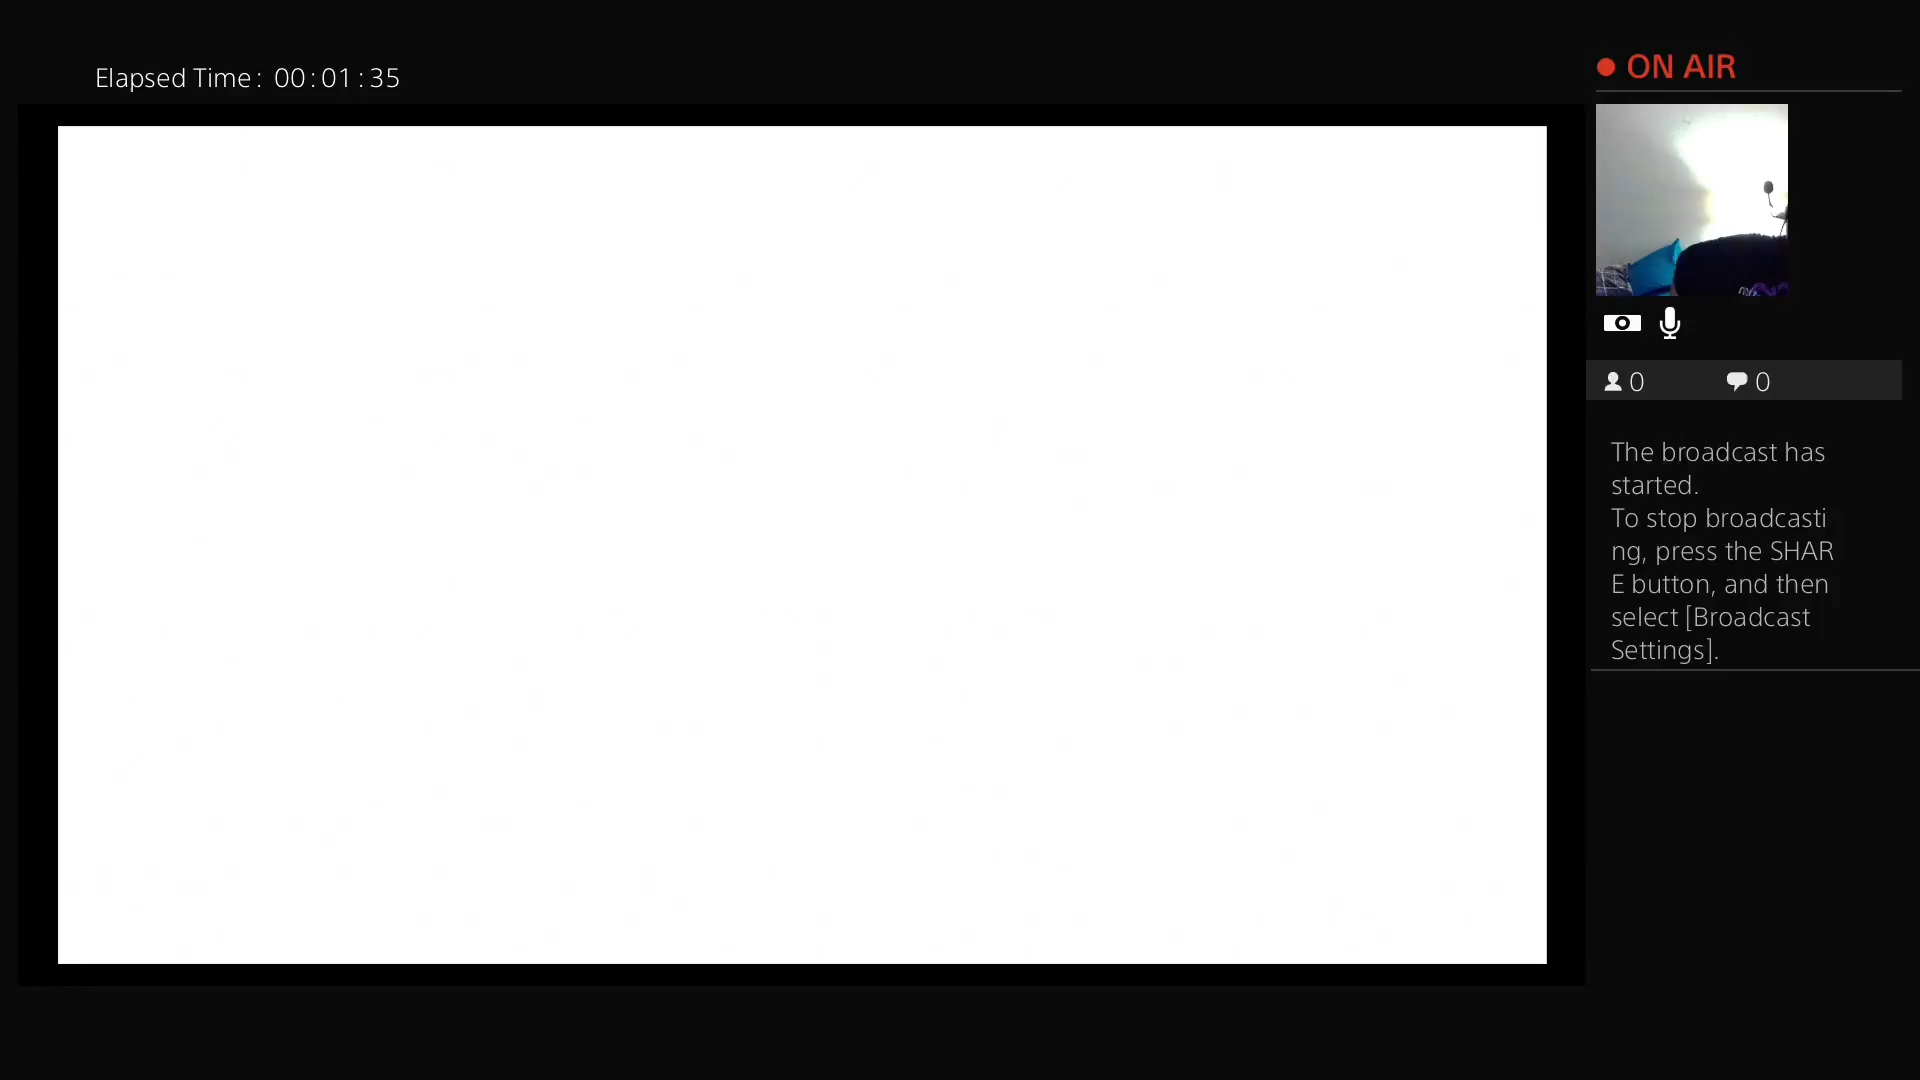 Elapsed Time: 00:01:35
ON AIR
0 0
The broadcast has
started.
To stop broadcasti
ng, press the SHAR
E button, and then
select [Broadcast
Settings].